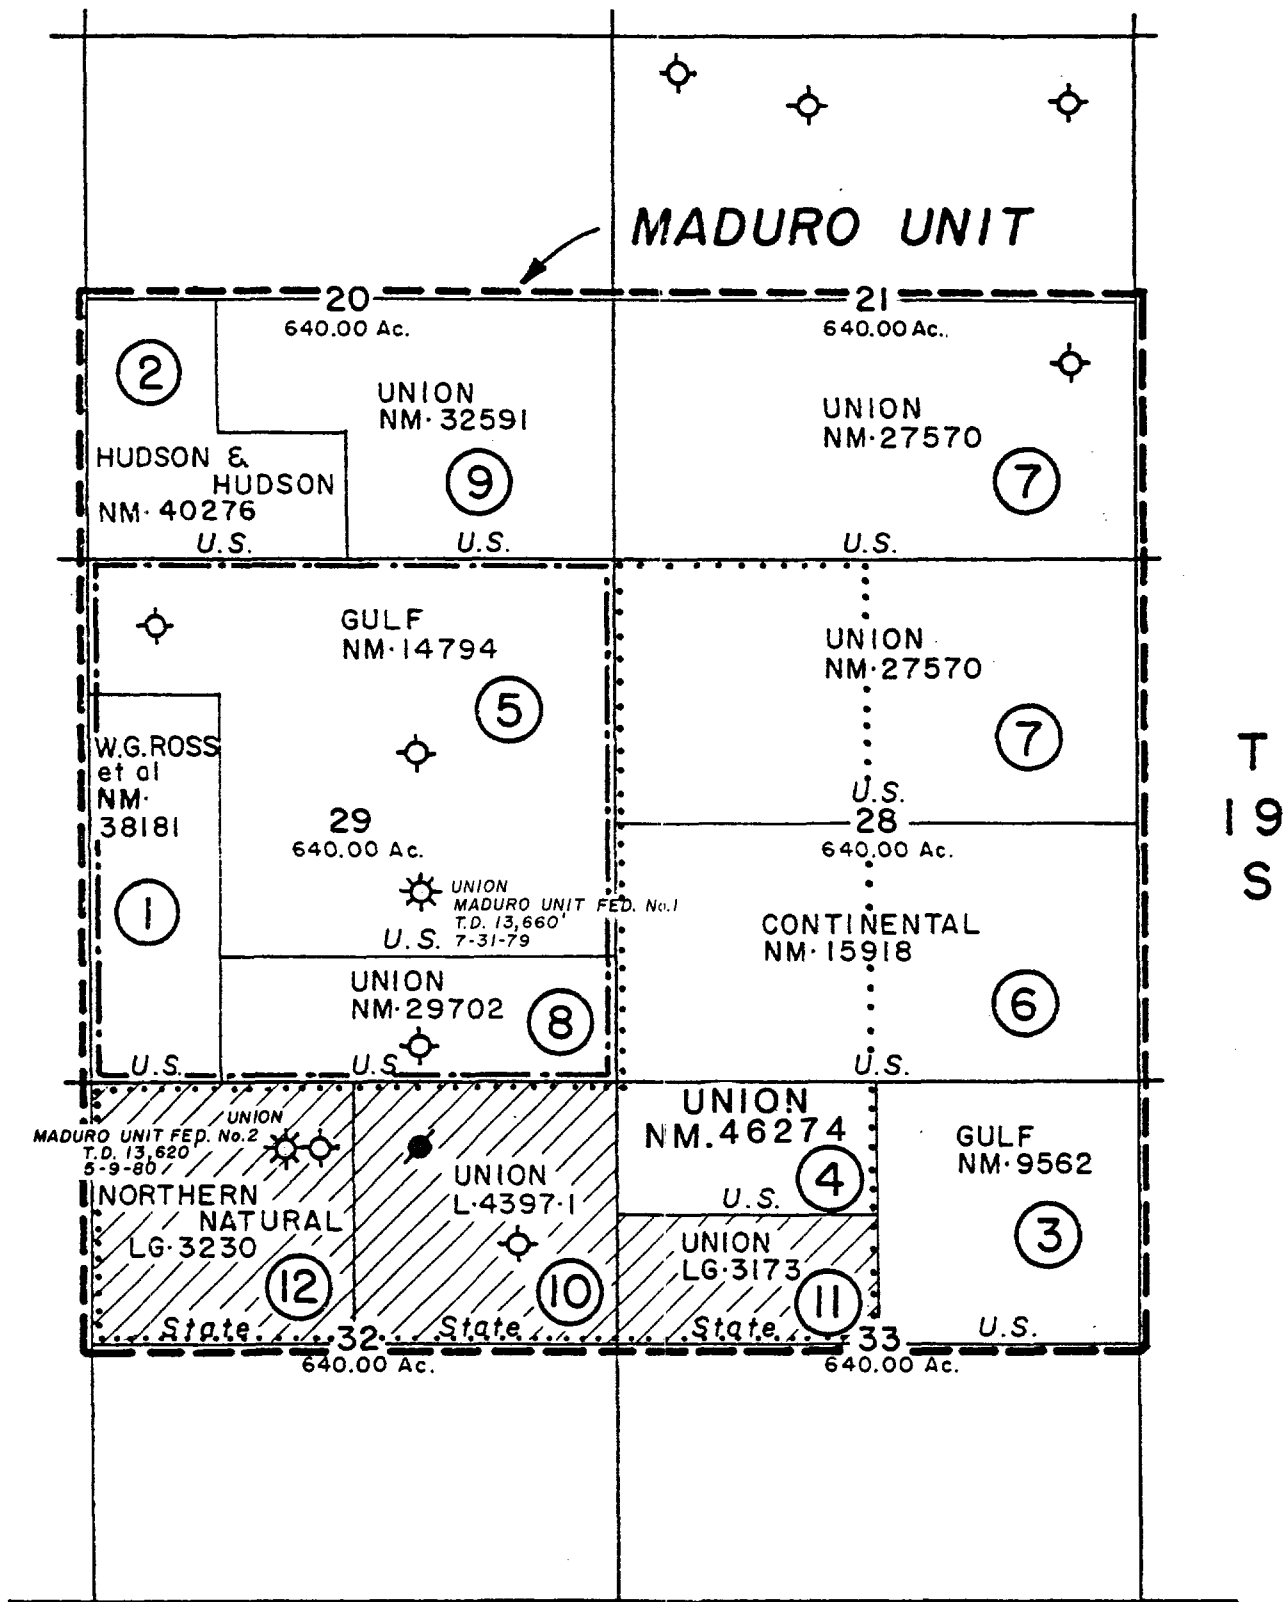 MADURO UNIT
20
640.00 Ac.
21
640.00 Ac.
2
UNION
NM·32591
UNION
NM·27570
HUDSON &
HUDSON
NM·40276
9
7
U.S.
U.S.
U.S.
GULF
NM·14794
UNION
NM·27570
5
7
W.G.ROSS
et al
NM·
38181
T
19
S
U.S.
29
640.00 Ac.
28
640.00 Ac.
1
UNION
MADURO UNIT FED. No.1
T.D. 13,660'
7-31-79
U.S.
CONTINENTAL
NM·15918
UNION
NM·29702
8
6
U.S.
U.S.
U.S.
UNION
MADURO UNIT FED. No.2
T.D. 13,620'
5-9-80
UNION
NM.46274
GULF
NM·9562
NORTHERN
NATURAL
LG·3230
UNION
L·4397·1
4
U.S.
3
UNION
LG·3173
12
10
11
State
32
State
State
33
U.S.
640.00 Ac.
640.00 Ac.